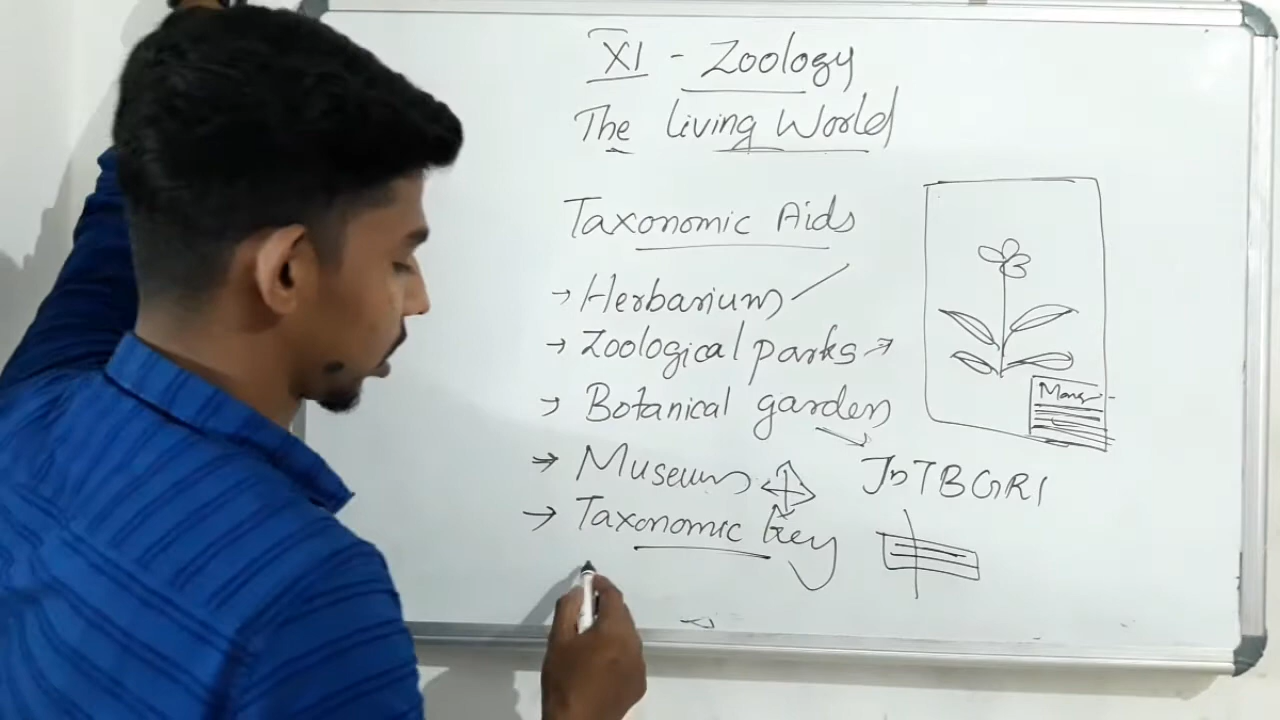 XI - Zoology
The Living World
Taxonomic Aids
→ Herbarium
→ Zoological parks →
→ Botanical garden
→ Museum
JNTBGRI
→ Taxonomic key